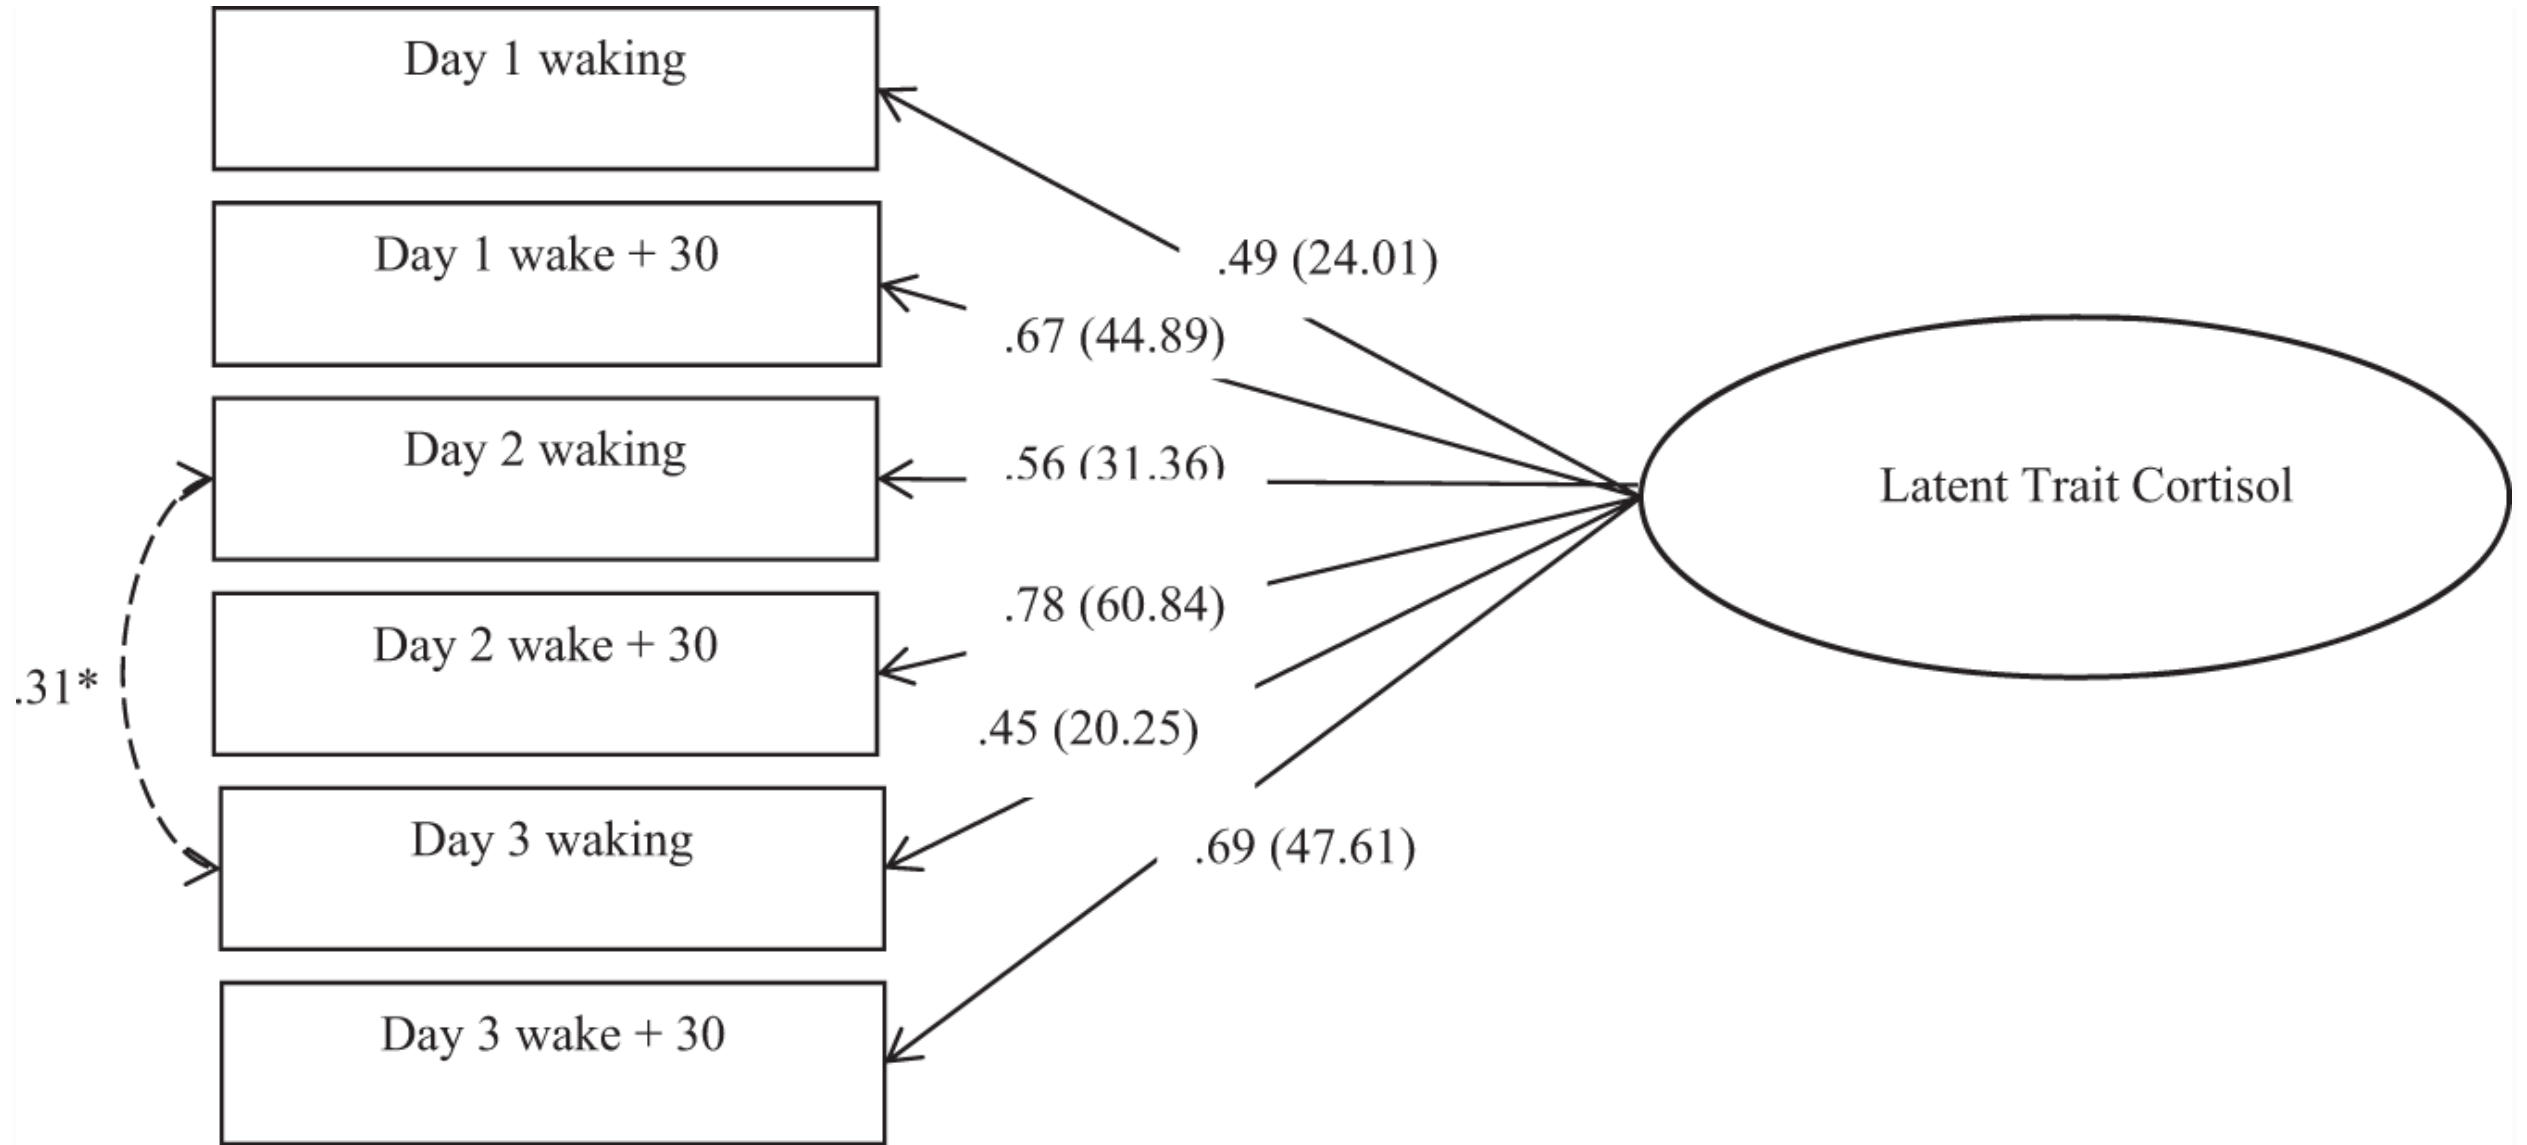 Day 1 waking
Day 1 wake + 30
.49 (24.01)
.67 (44.89)
Day 2 waking
.56 (31.36)
Latent Trait Cortisol
Day 2 wake + 30
.78 (60.84)
.31*
.45 (20.25)
Day 3 waking
.69 (47.61)
Day 3 wake + 30